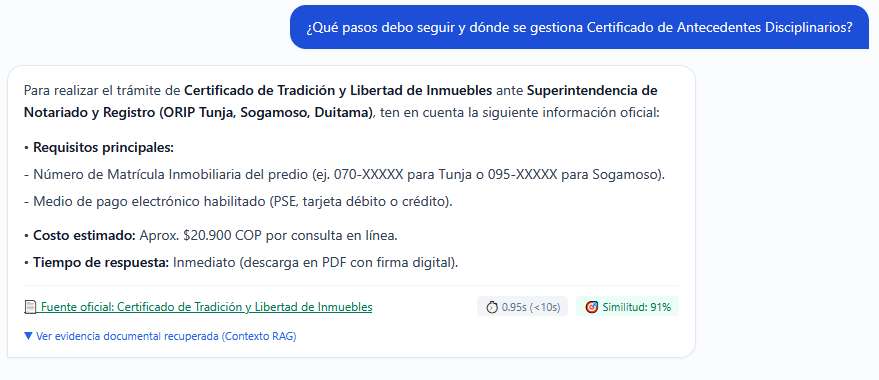 ¿Qué pasos debo seguir y dónde se gestiona Certificado de Antecedentes Disciplinarios?
Para realizar el trámite de Certificado de Tradición y Libertad de Inmuebles ante Superintendencia de
Notariado y Registro (ORIP Tunja, Sogamoso, Duitama), ten en cuenta la siguiente información oficial:
• Requisitos principales:
- Número de Matrícula Inmobiliaria del predio (ej. 070-XXXXX para Tunja o 095-XXXXX para Sogamoso).
- Medio de pago electrónico habilitado (PSE, tarjeta débito o crédito).
• Costo estimado: Aprox. $20.900 COP por consulta en línea.
• Tiempo de respuesta: Inmediato (descarga en PDF con firma digital).
Fuente oficial: Certificado de Tradición y Libertad de Inmuebles
0.95s (<10s)
Similitud: 91%
▼ Ver evidencia documental recuperada (Contexto RAG)